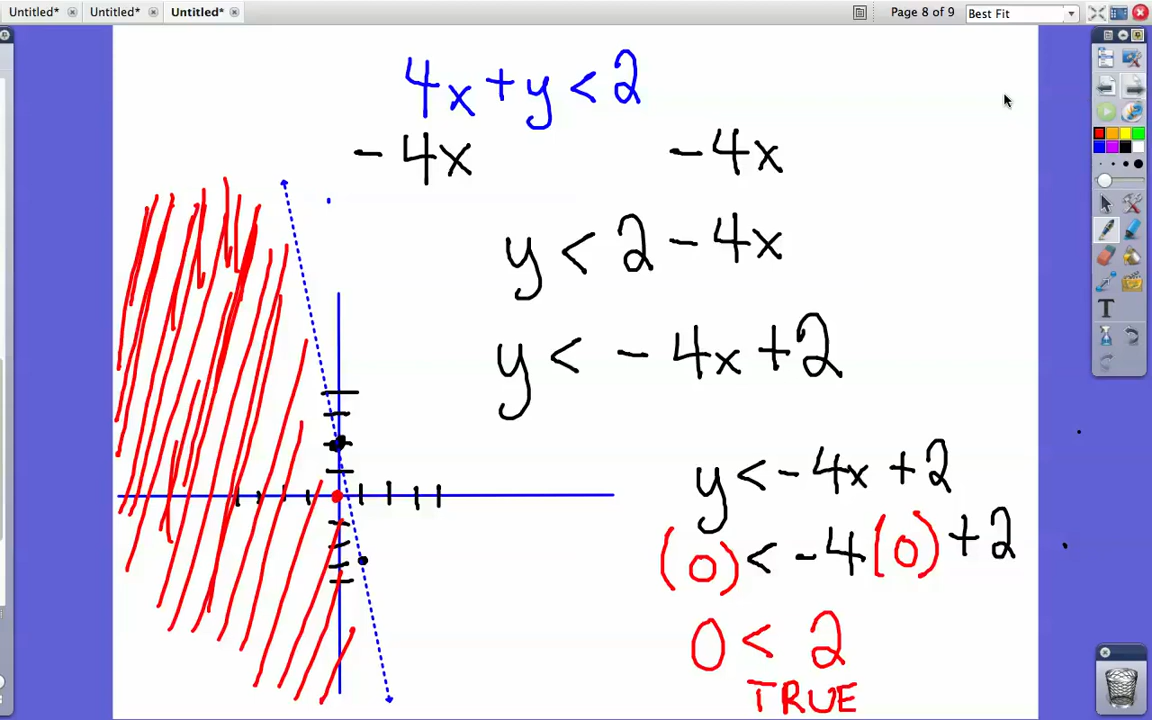 Untitled* Untitled* Untitled* Page 8 of 9 Best Fit
4x+y<2
-4x -4x
y<2-4x
y<-4x+2
y<-4x+2
(0)<-4(0)+2
0<2
TRUE
T